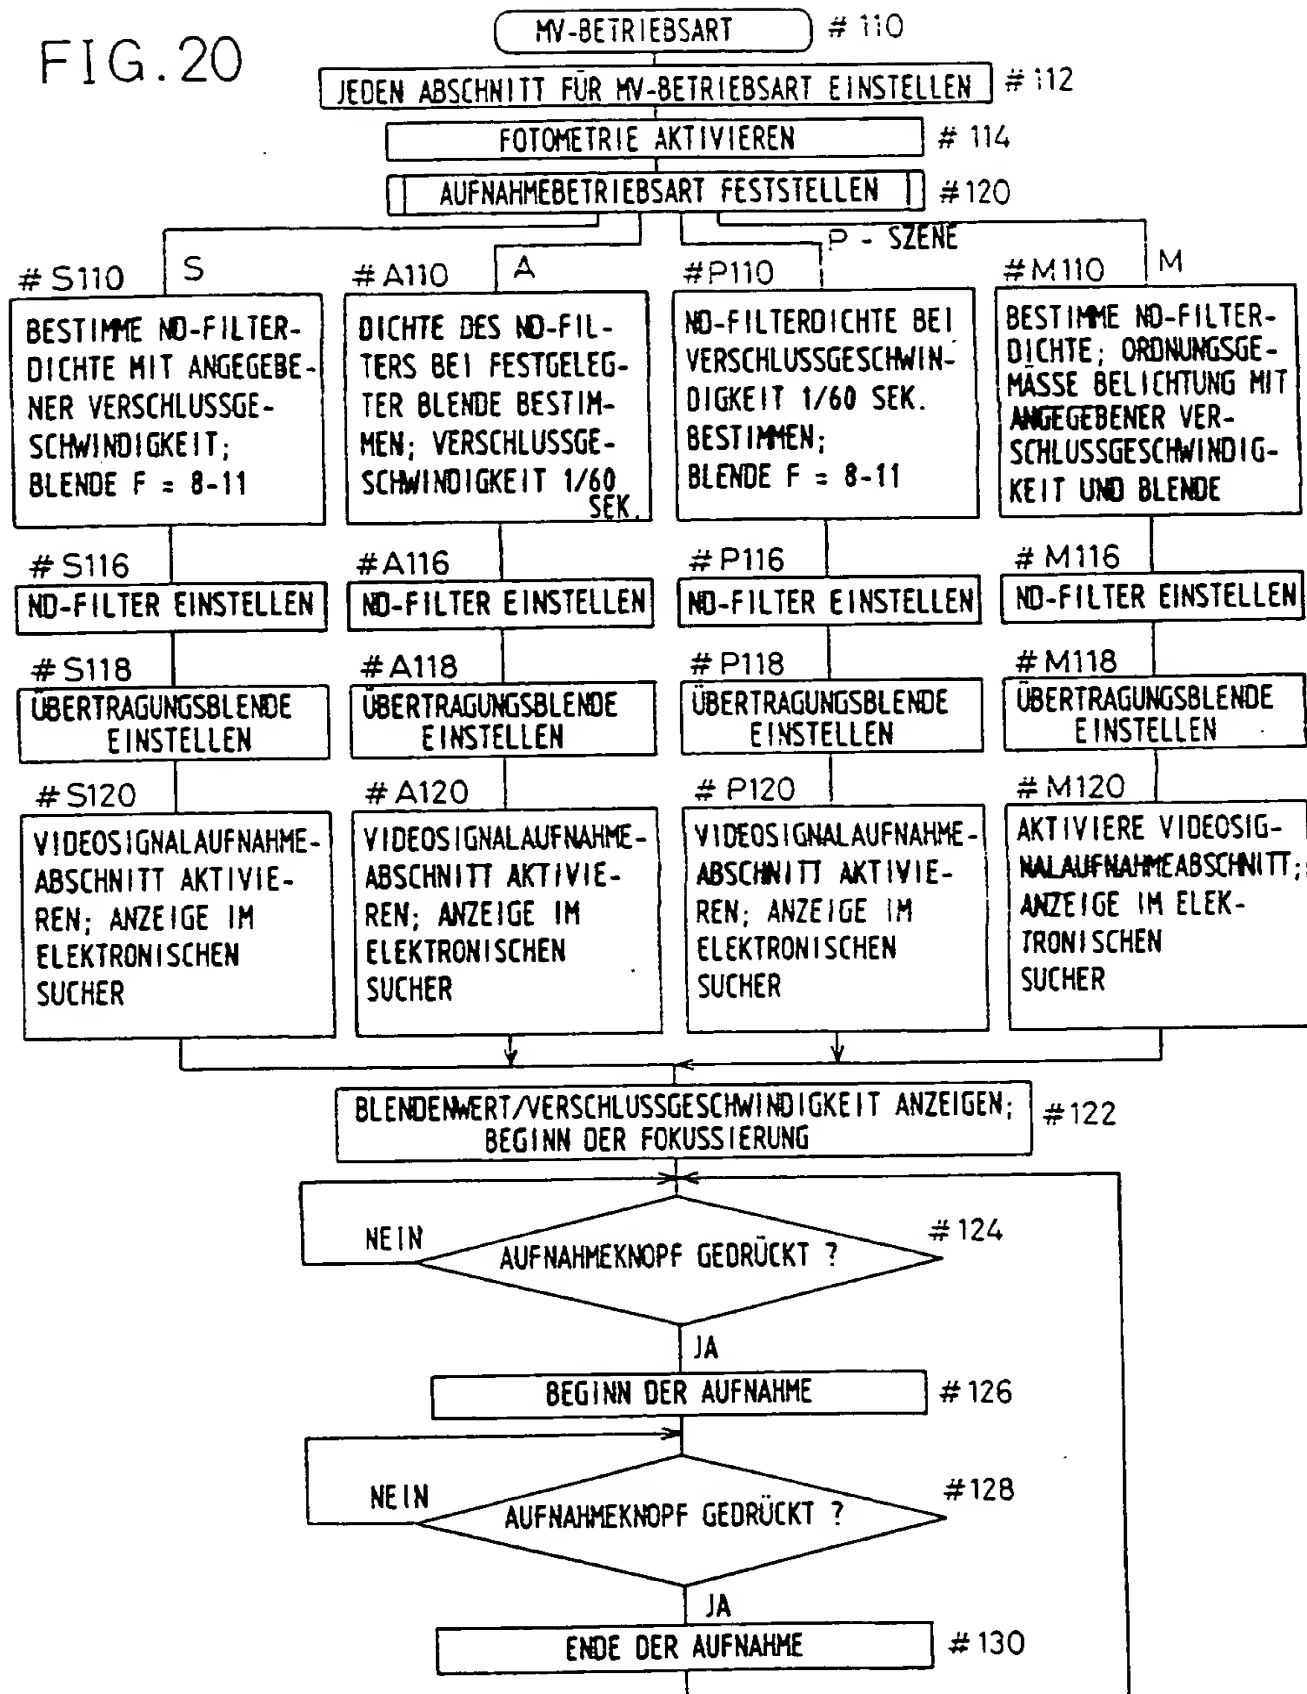 FIG.20
MV-BETRIEBSART
# 110
JEDEN ABSCHNITT FÜR MV-BETRIEBSART EINSTELLEN
# 112
FOTOMETRIE AKTIVIEREN
# 114
AUFNAHMEBETRIEBSART FESTSTELLEN
#120
S
A
P - SZENE
M
# S110
BESTIMME ND-FILTER-
DICHTE MIT ANGEGEBE-
NER VERSCHLUSSGE-
SCHWINDIGKEIT;
BLENDE F = 8-11
# A110
DICHTE DES ND-FIL-
TERS BEI FESTGELEG-
TER BLENDE BESTIM-
MEN; VERSCHLUSSGE-
SCHWINDIGKEIT 1/60
SEK.
# P110
ND-FILTERDICHTE BEI
VERSCHLUSSGESCHWIN-
DIGKEIT 1/60 SEK.
BESTIMMEN;
BLENDE F = 8-11
# M110
BESTIMME ND-FILTER-
DICHTE; ORDNUNGSGE-
MÄSSE BELICHTUNG MIT
ANGEGEBENER VER-
SCHLUSSGESCHWINDIG-
KEIT UND BLENDE
# S116
ND-FILTER EINSTELLEN
# A116
ND-FILTER EINSTELLEN
# P116
ND-FILTER EINSTELLEN
# M116
ND-FILTER EINSTELLEN
# S118
ÜBERTRAGUNGSBLENDE
EINSTELLEN
# A118
ÜBERTRAGUNGSBLENDE
EINSTELLEN
# P118
ÜBERTRAGUNGSBLENDE
EINSTELLEN
# M118
ÜBERTRAGUNGSBLENDE
EINSTELLEN
# S120
VIDEOSIGNALAUFNAHME-
ABSCHNITT AKTIVIE-
REN; ANZEIGE IM
ELEKTRONISCHEN
SUCHER
# A120
VIDEOSIGNALAUFNAHME-
ABSCHNITT AKTIVIE-
REN; ANZEIGE IM
ELEKTRONISCHEN
SUCHER
# P120
VIDEOSIGNALAUFNAHME-
ABSCHNITT AKTIVIE-
REN; ANZEIGE IM
ELEKTRONISCHEN
SUCHER
# M120
AKTIVIERE VIDEOSIG-
NALAUFNAHMEABSCHNITT;
ANZEIGE IM ELEK-
TRONISCHEN
SUCHER
BLENDENWERT/VERSCHLUSSGESCHWINDIGKEIT ANZEIGEN;
BEGINN DER FOKUSSIERUNG
#122
NEIN
AUFNAHMEKNOPF GEDRÜCKT ?
#124
JA
BEGINN DER AUFNAHME
#126
NEIN
AUFNAHMEKNOPF GEDRÜCKT ?
#128
JA
ENDE DER AUFNAHME
#130